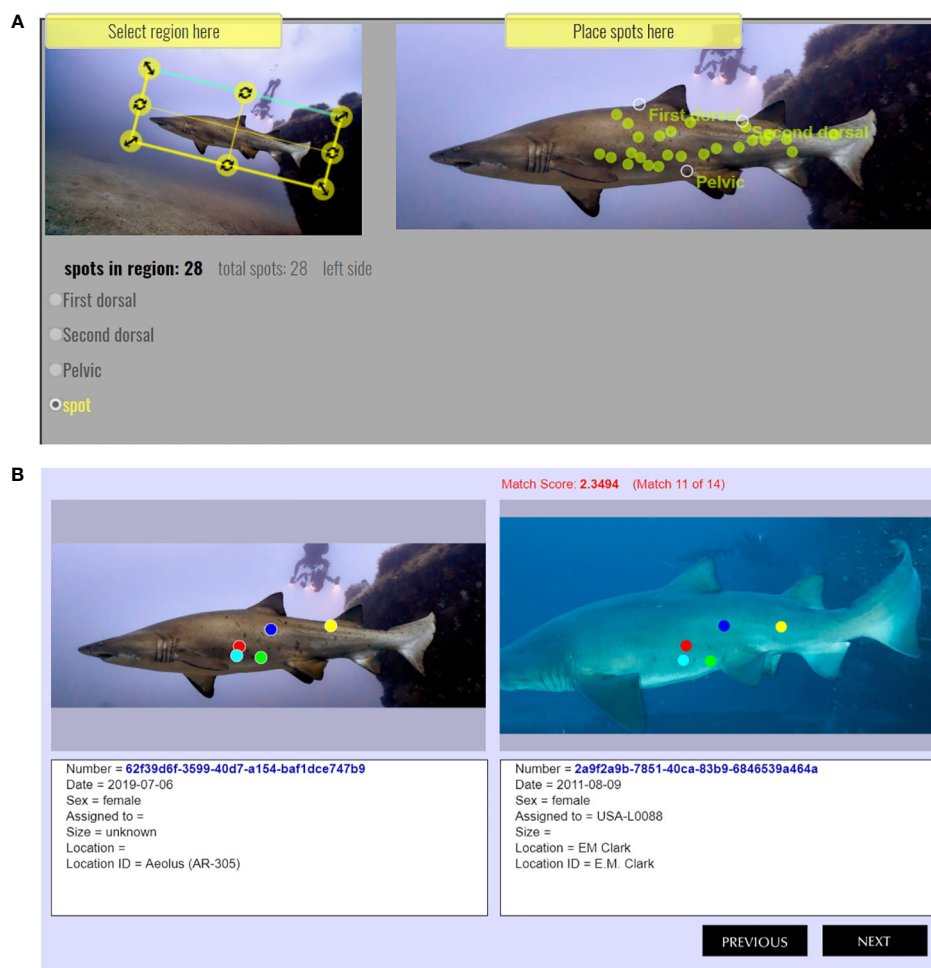 A
Select region here
Place spots here
First dorsal
Second dorsal
Pelvic
spots in region: 28 total spots: 28 left side
First dorsal
Second dorsal
Pelvic
spot
B
Match Score: 2.3494 (Match 11 of 14)
Number = 62f39d6f-3599-40d7-a154-baf1dce747b9
Date = 2019-07-06
Sex = female
Assigned to =
Size = unknown
Location =
Location ID = Aeolus (AR-305)
Number = 2a9f2a9b-7851-40ca-83b9-6846539a464a
Date = 2011-08-09
Sex = female
Assigned to = USA-L0088
Size =
Location = EM Clark
Location ID = E.M. Clark
PREVIOUS
NEXT